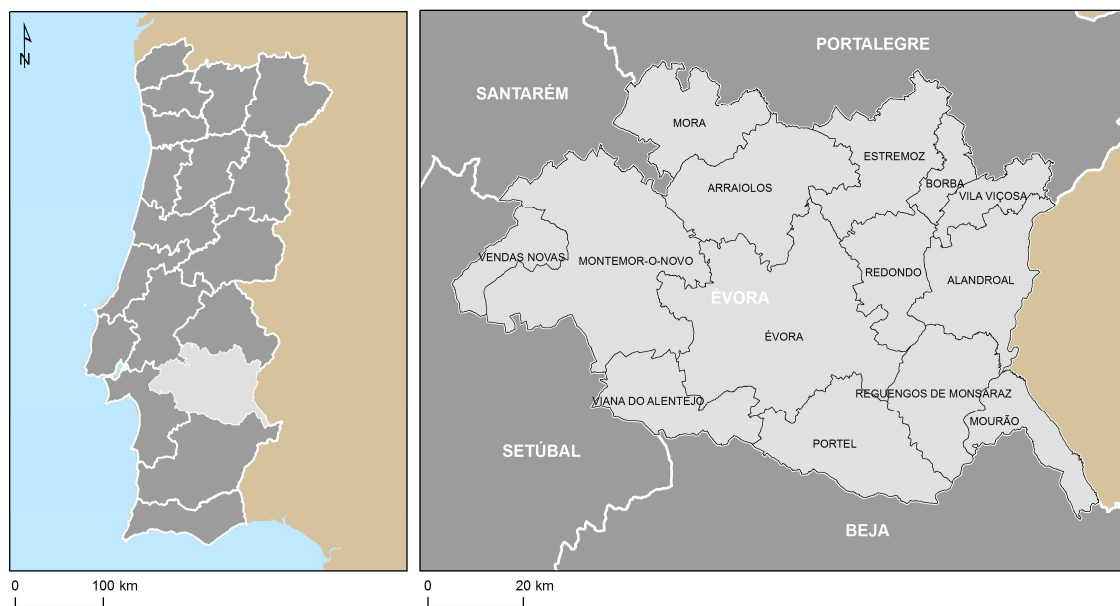 N
0
100 km
PORTALEGRE
SANTARÉM
MORA
ESTREMOZ
BORBA
ARRAIOLOS
VILA VIÇOSA
VENDAS NOVAS
MONTEMOR-O-NOVO
REDONDO
ALANDROAL
ÉVORA
ÉVORA
REGUENGOS DE MONSARAZ
VIANA DO ALENTEJO
MOURÃO
PORTEL
SETÚBAL
BEJA
0
20 km